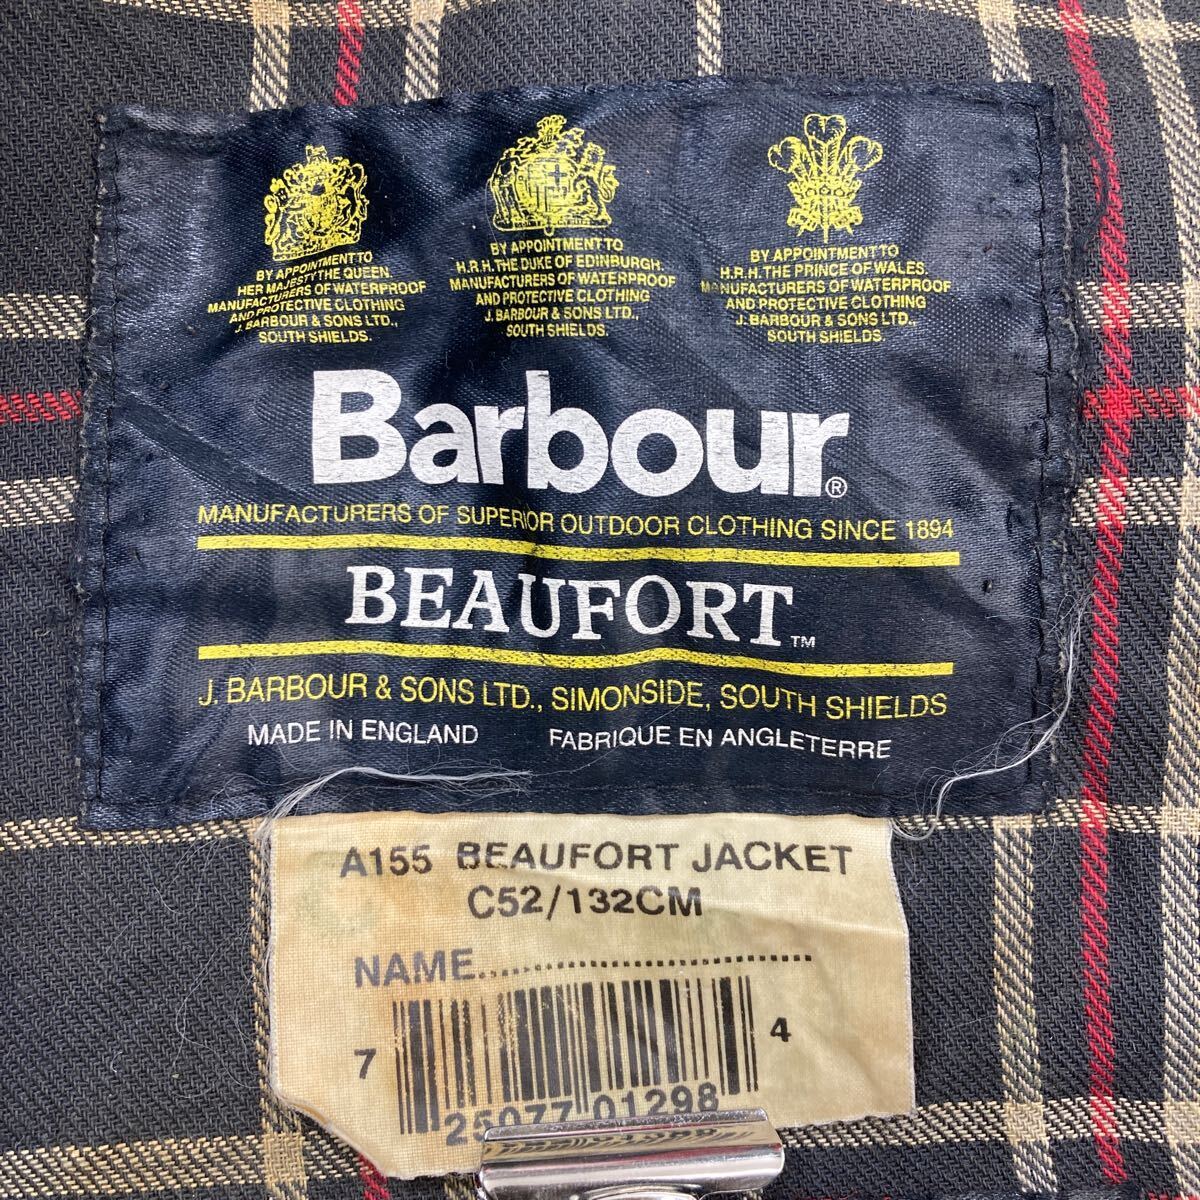 BY APPOINTMENT TO
HER MAJESTY THE QUEEN.
MANUFACTURERS OF WATERPROOF
AND PROTECTIVE CLOTHING
J. BARBOUR & SONS LTD.,
SOUTH SHIELDS.
BY APPOINTMENT TO
H.R.H. THE DUKE OF EDINBURGH.
MANUFACTURERS OF WATERPROOF
AND PROTECTIVE CLOTHING
J. BARBOUR & SONS LTD.,
SOUTH SHIELDS.
BY APPOINTMENT TO
H.R.H. THE PRINCE OF WALES.
MANUFACTURERS OF WATERPROOF
AND PROTECTIVE CLOTHING
J. BARBOUR & SONS LTD.,
SOUTH SHIELDS.
Barbour®
MANUFACTURERS OF SUPERIOR OUTDOOR CLOTHING SINCE 1894
BEAUFORT™
J. BARBOUR & SONS LTD., SIMONSIDE, SOUTH SHIELDS
MADE IN ENGLAND FABRIQUE EN ANGLETERRE
A155 BEAUFORT JACKET
C52/132CM
NAME....................................
7 25077 01298 4